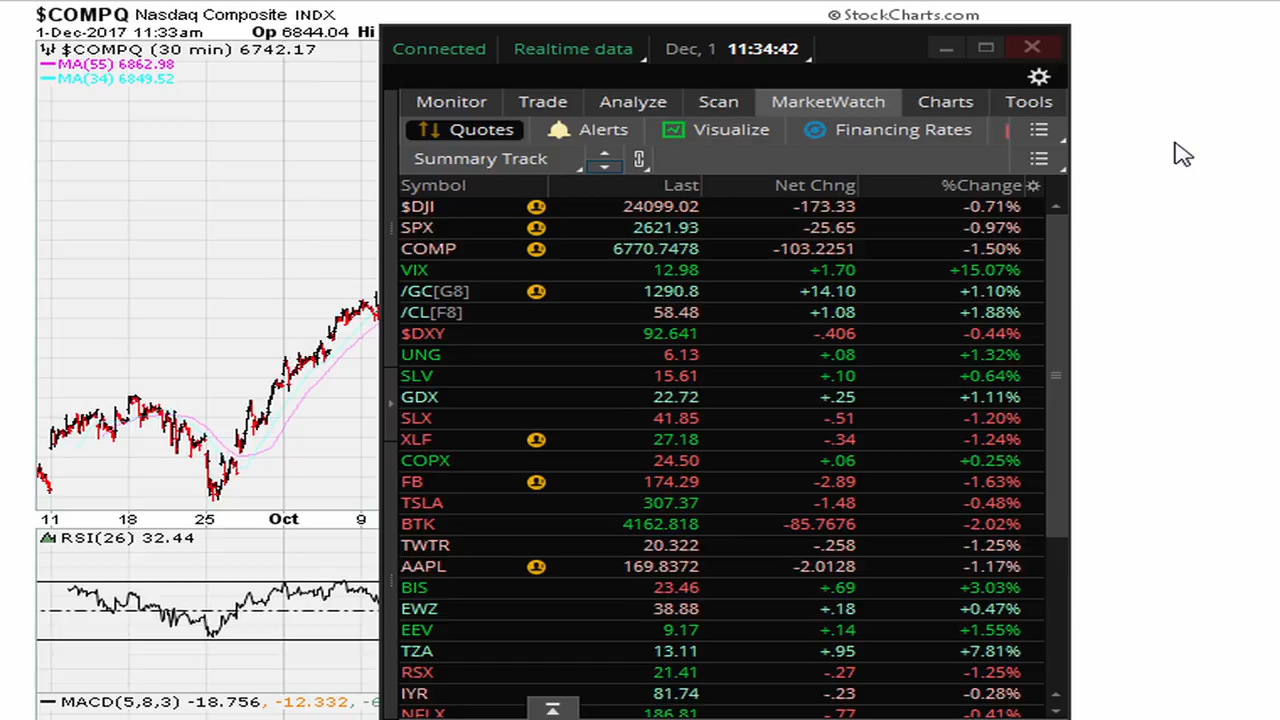 $COMPQ Nasdaq Composite INDX
© StockCharts.com
1-Dec-2017 11:33am Op 6844.04 Hi
$COMPQ (30 min) 6742.17
MA(55) 6862.98
MA(34) 6849.52
Connected Realtime data Dec, 1 11:34:42
Monitor Trade Analyze Scan MarketWatch Charts Tools
Quotes Alerts Visualize Financing Rates
Summary Track
Symbol Last Net Chng %Change
$DJI 24099.02 -173.33 -0.71%
SPX 2621.93 -25.65 -0.97%
COMP 6770.7478 -103.2251 -1.50%
VIX 12.98 +1.70 +15.07%
/GC[G8] 1290.8 +14.10 +1.10%
/CL[F8] 58.48 +1.08 +1.88%
$DXY 92.641 -.406 -0.44%
UNG 6.13 +.08 +1.32%
SLV 15.61 +.10 +0.64%
GDX 22.72 +.25 +1.11%
SLX 41.85 -.51 -1.20%
XLF 27.18 -.34 -1.24%
COPX 24.50 +.06 +0.25%
FB 174.29 -2.89 -1.63%
TSLA 307.37 -1.48 -0.48%
BTK 4162.818 -85.7676 -2.02%
TWTR 20.322 -.258 -1.25%
AAPL 169.8372 -2.0128 -1.17%
BIS 23.46 +.69 +3.03%
EWZ 38.88 +.18 +0.47%
EEV 9.17 +.14 +1.55%
TZA 13.11 +.95 +7.81%
RSX 21.41 -.27 -1.25%
IYR 81.74 -.23 -0.28%
NFLX 186.81 -.77 -0.41%
11 18 25 Oct 9
RSI(26) 32.44
MACD(5,8,3) -18.756, -12.332, -6